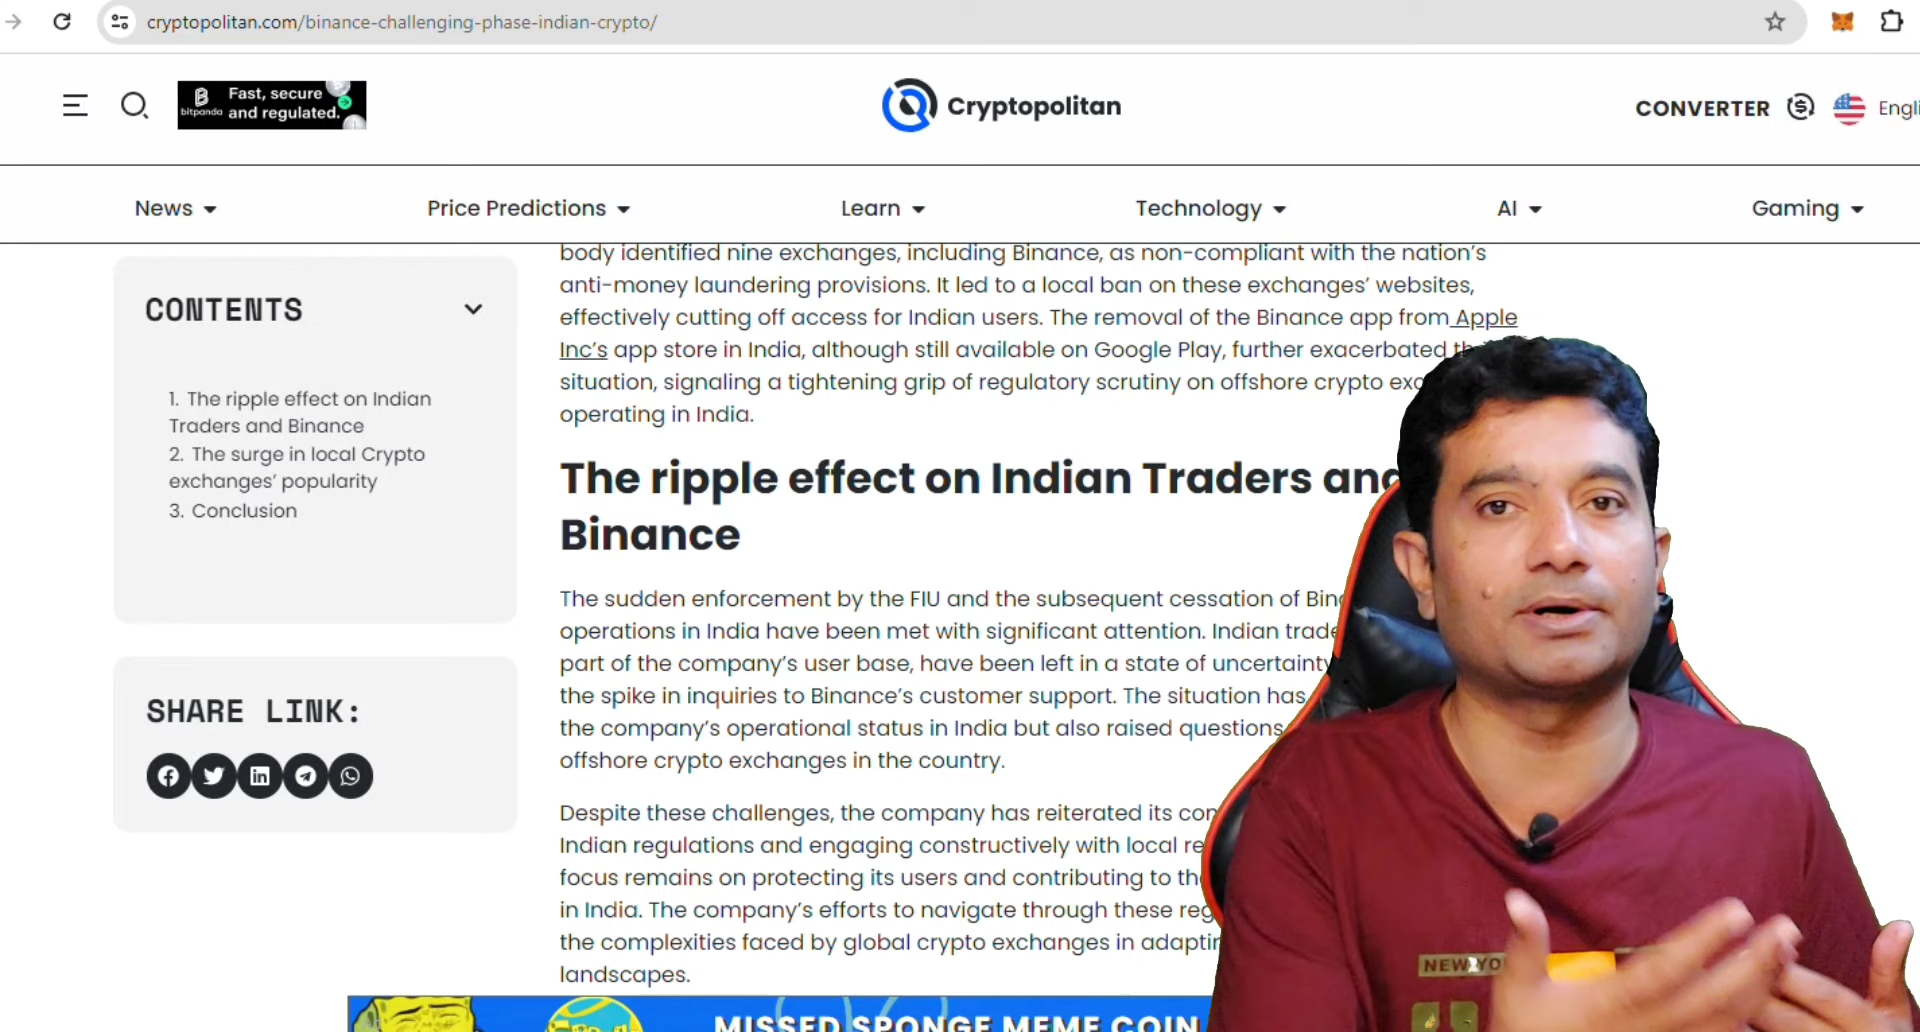 cryptopolitan.com/binance-challenging-phase-indian-crypto/
bitpanda
Fast, secure
and regulated.
Cryptopolitan
CONVERTER
News
Price Predictions
Learn
Technology
AI
Gaming
CONTENTS
1. The ripple effect on Indian
Traders and Binance
2. The surge in local Crypto
exchanges’ popularity
3. Conclusion
SHARE LINK:
body identified nine exchanges, including Binance, as non-compliant with the nation’s
anti-money laundering provisions. It led to a local ban on these exchanges’ websites,
effectively cutting off access for Indian users. The removal of the Binance app from Apple
Inc’s app store in India, although still available on Google Play, further exacerbated
situation, signaling a tightening grip of regulatory scrutiny on offshore crypto
operating in India.
The ripple effect on Indian Traders and
Binance
The sudden enforcement by the FIU and the subsequent cessation of
operations in India have been met with significant attention. Indian
part of the company’s user base, have been left in a state of uncertainty
the spike in inquiries to Binance’s customer support. The situation has
the company’s operational status in India but also raised questions
offshore crypto exchanges in the country.
Despite these challenges, the company has reiterated its
Indian regulations and engaging constructively with local
focus remains on protecting its users and contributing to
in India. The company’s efforts to navigate through these
the complexities faced by global crypto exchanges in
landscapes.
MISSED SPONGE MEME COIN
NEW